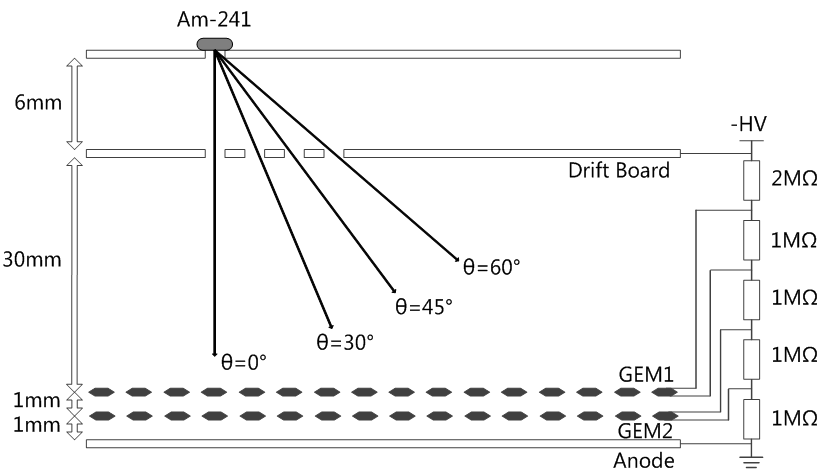 Am-241
6mm
-HV
Drift Board
2MΩ
1MΩ
30mm
θ=60°
1MΩ
θ=45°
θ=30°
1MΩ
θ=0°
GEM1
1mm
1mm
1MΩ
GEM2
Anode